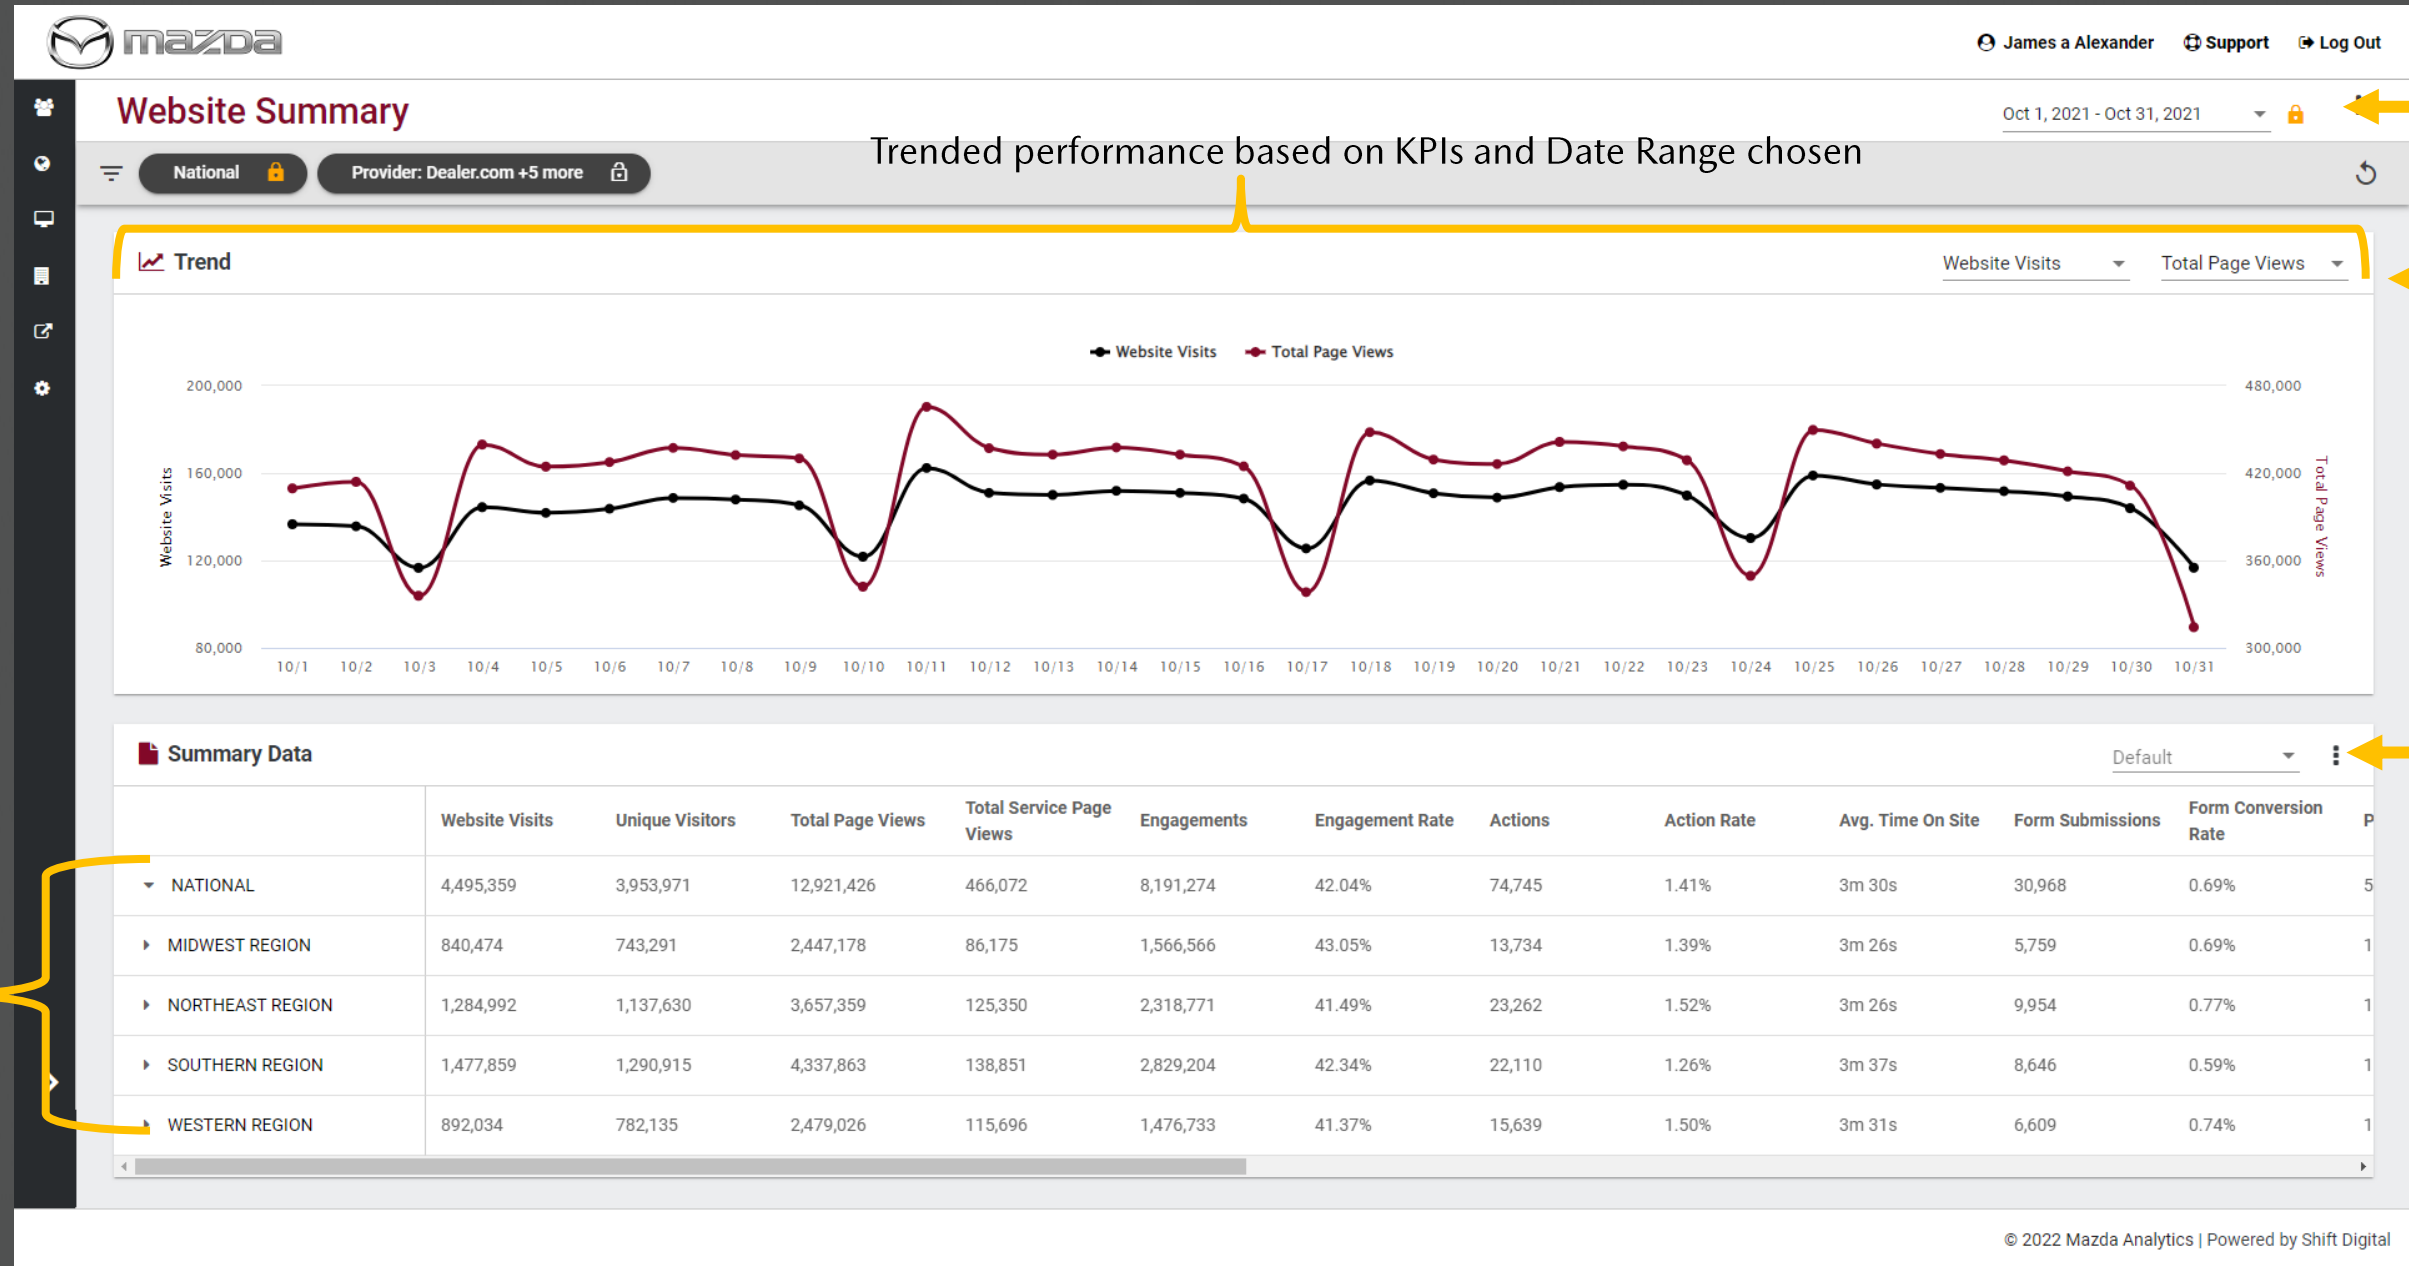 mazda
James a Alexander Support Log Out
Website Summary
Oct 1, 2021 - Oct 31, 2021
Trended performance based on KPIs and Date Range chosen
National Provider: Dealer.com +5 more
Trend
Website Visits Total Page Views
Website Visits Total Page Views
200,000 480,000
160,000 420,000
120,000 360,000
80,000 300,000
Website Visits
Total Page Views
10/1 10/2 10/3 10/4 10/5 10/6 10/7 10/8 10/9 10/10 10/11 10/12 10/13 10/14 10/15 10/16 10/17 10/18 10/19 10/20 10/21 10/22 10/23 10/24 10/25 10/26 10/27 10/28 10/29 10/30 10/31
Summary Data
Default
Website Visits Unique Visitors Total Page Views Total Service Page Views Engagements Engagement Rate Actions Action Rate Avg. Time On Site Form Submissions Form Conversion Rate P
NATIONAL 4,495,359 3,953,971 12,921,426 466,072 8,191,274 42.04% 74,745 1.41% 3m 30s 30,968 0.69% 5
MIDWEST REGION 840,474 743,291 2,447,178 86,175 1,566,566 43.05% 13,734 1.39% 3m 26s 5,759 0.69% 1
NORTHEAST REGION 1,284,992 1,137,630 3,657,359 125,350 2,318,771 41.49% 23,262 1.52% 3m 26s 9,954 0.77% 1
SOUTHERN REGION 1,477,859 1,290,915 4,337,863 138,851 2,829,204 42.34% 22,110 1.26% 3m 37s 8,646 0.59% 1
WESTERN REGION 892,034 782,135 2,479,026 115,696 1,476,733 41.37% 15,639 1.50% 3m 31s 6,609 0.74% 1
© 2022 Mazda Analytics | Powered by Shift Digital